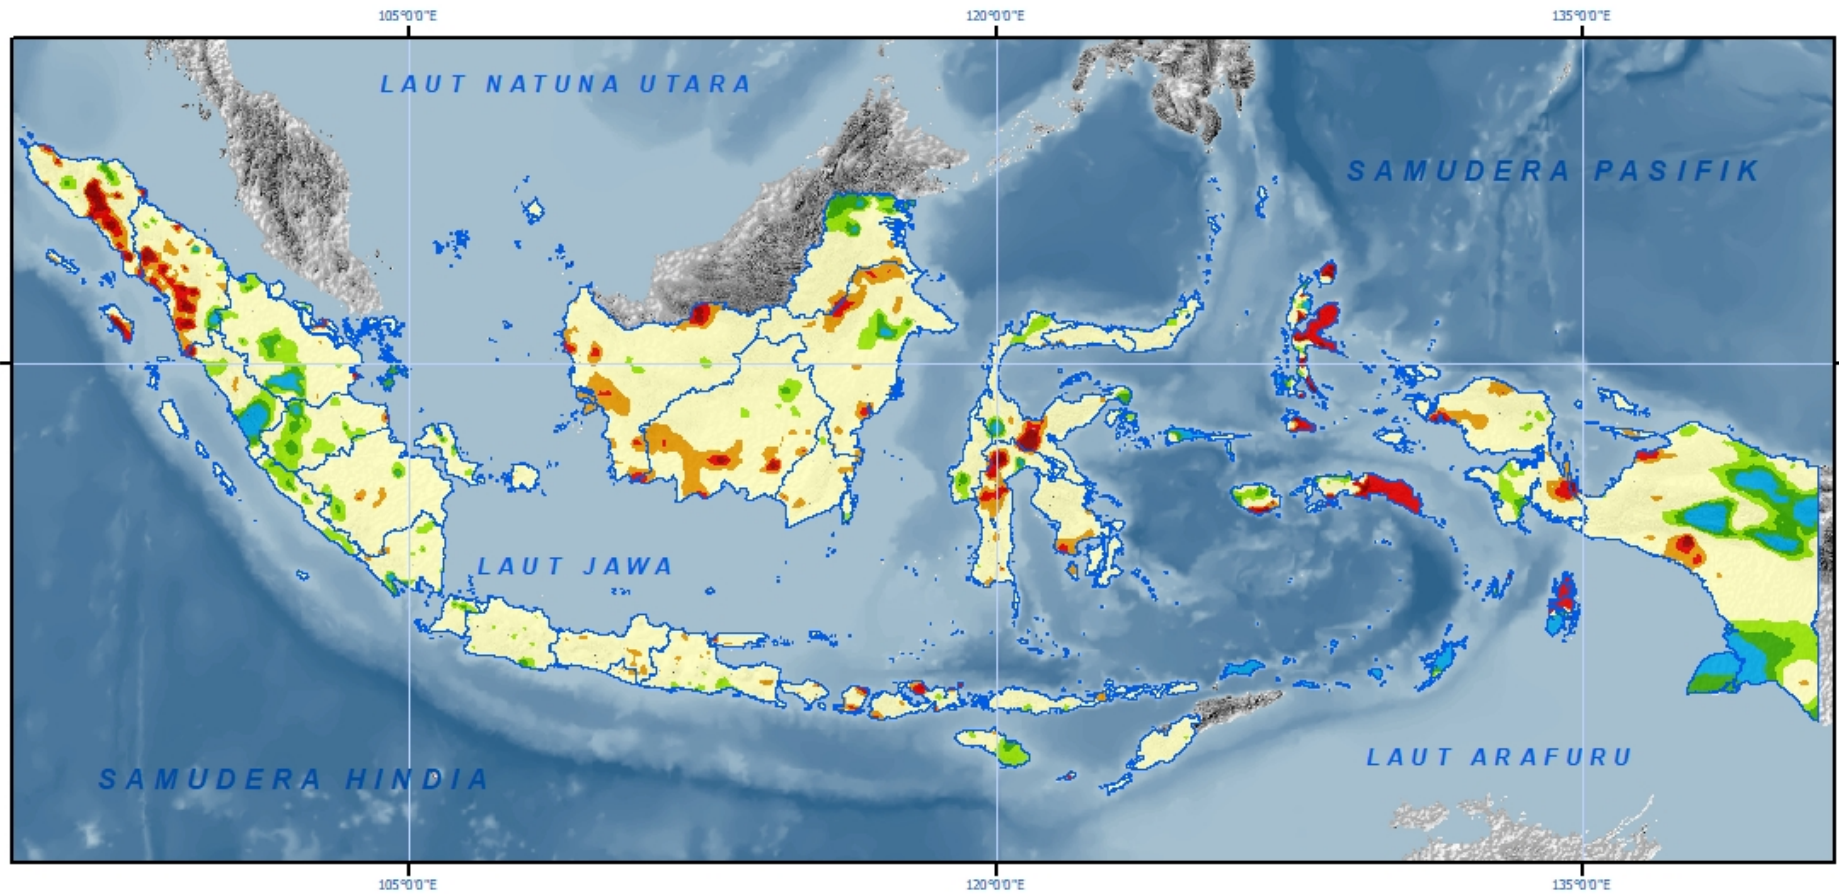 105°0'0"E
120°0'0"E
135°0'0"E
LAUT NATUNA UTARA
SAMUDERA PASIFIK
LAUT JAWA
LAUT ARAFURU
SAMUDERA HINDIA
105°0'0"E
120°0'0"E
135°0'0"E